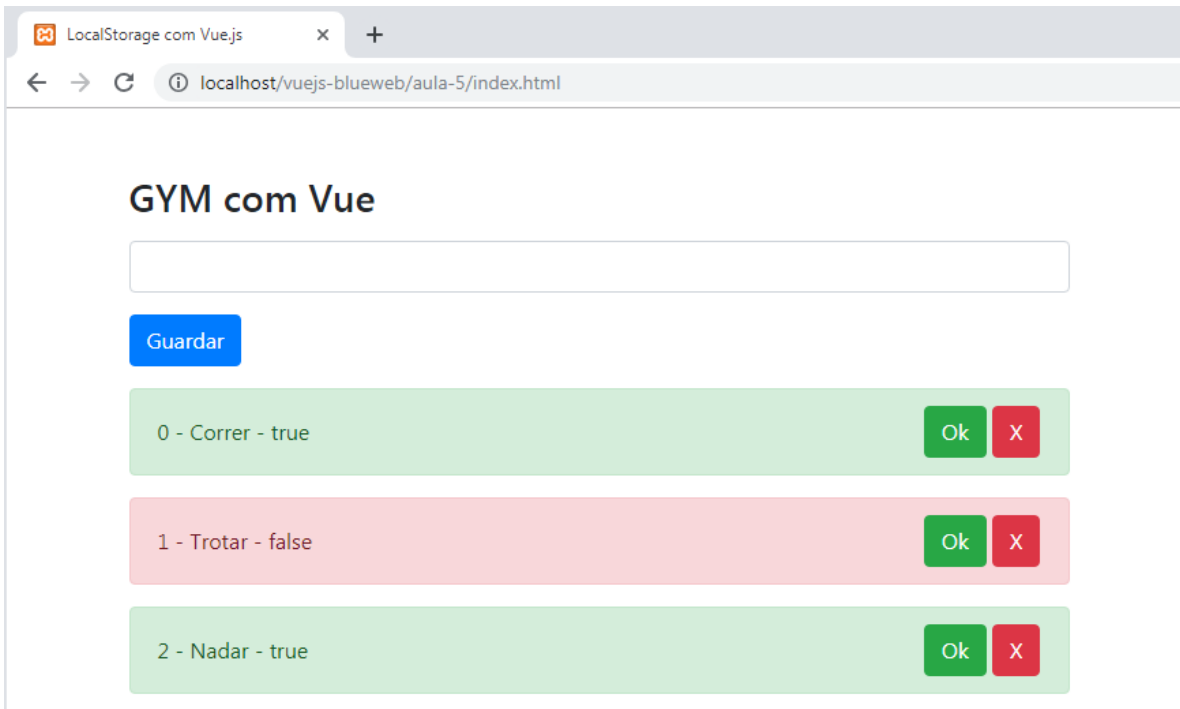 LocalStorage com Vue.js
localhost/vuejs-blueweb/aula-5/index.html
GYM com Vue
Guardar
0 - Correr - true Ok X
1 - Trotar - false Ok X
2 - Nadar - true Ok X